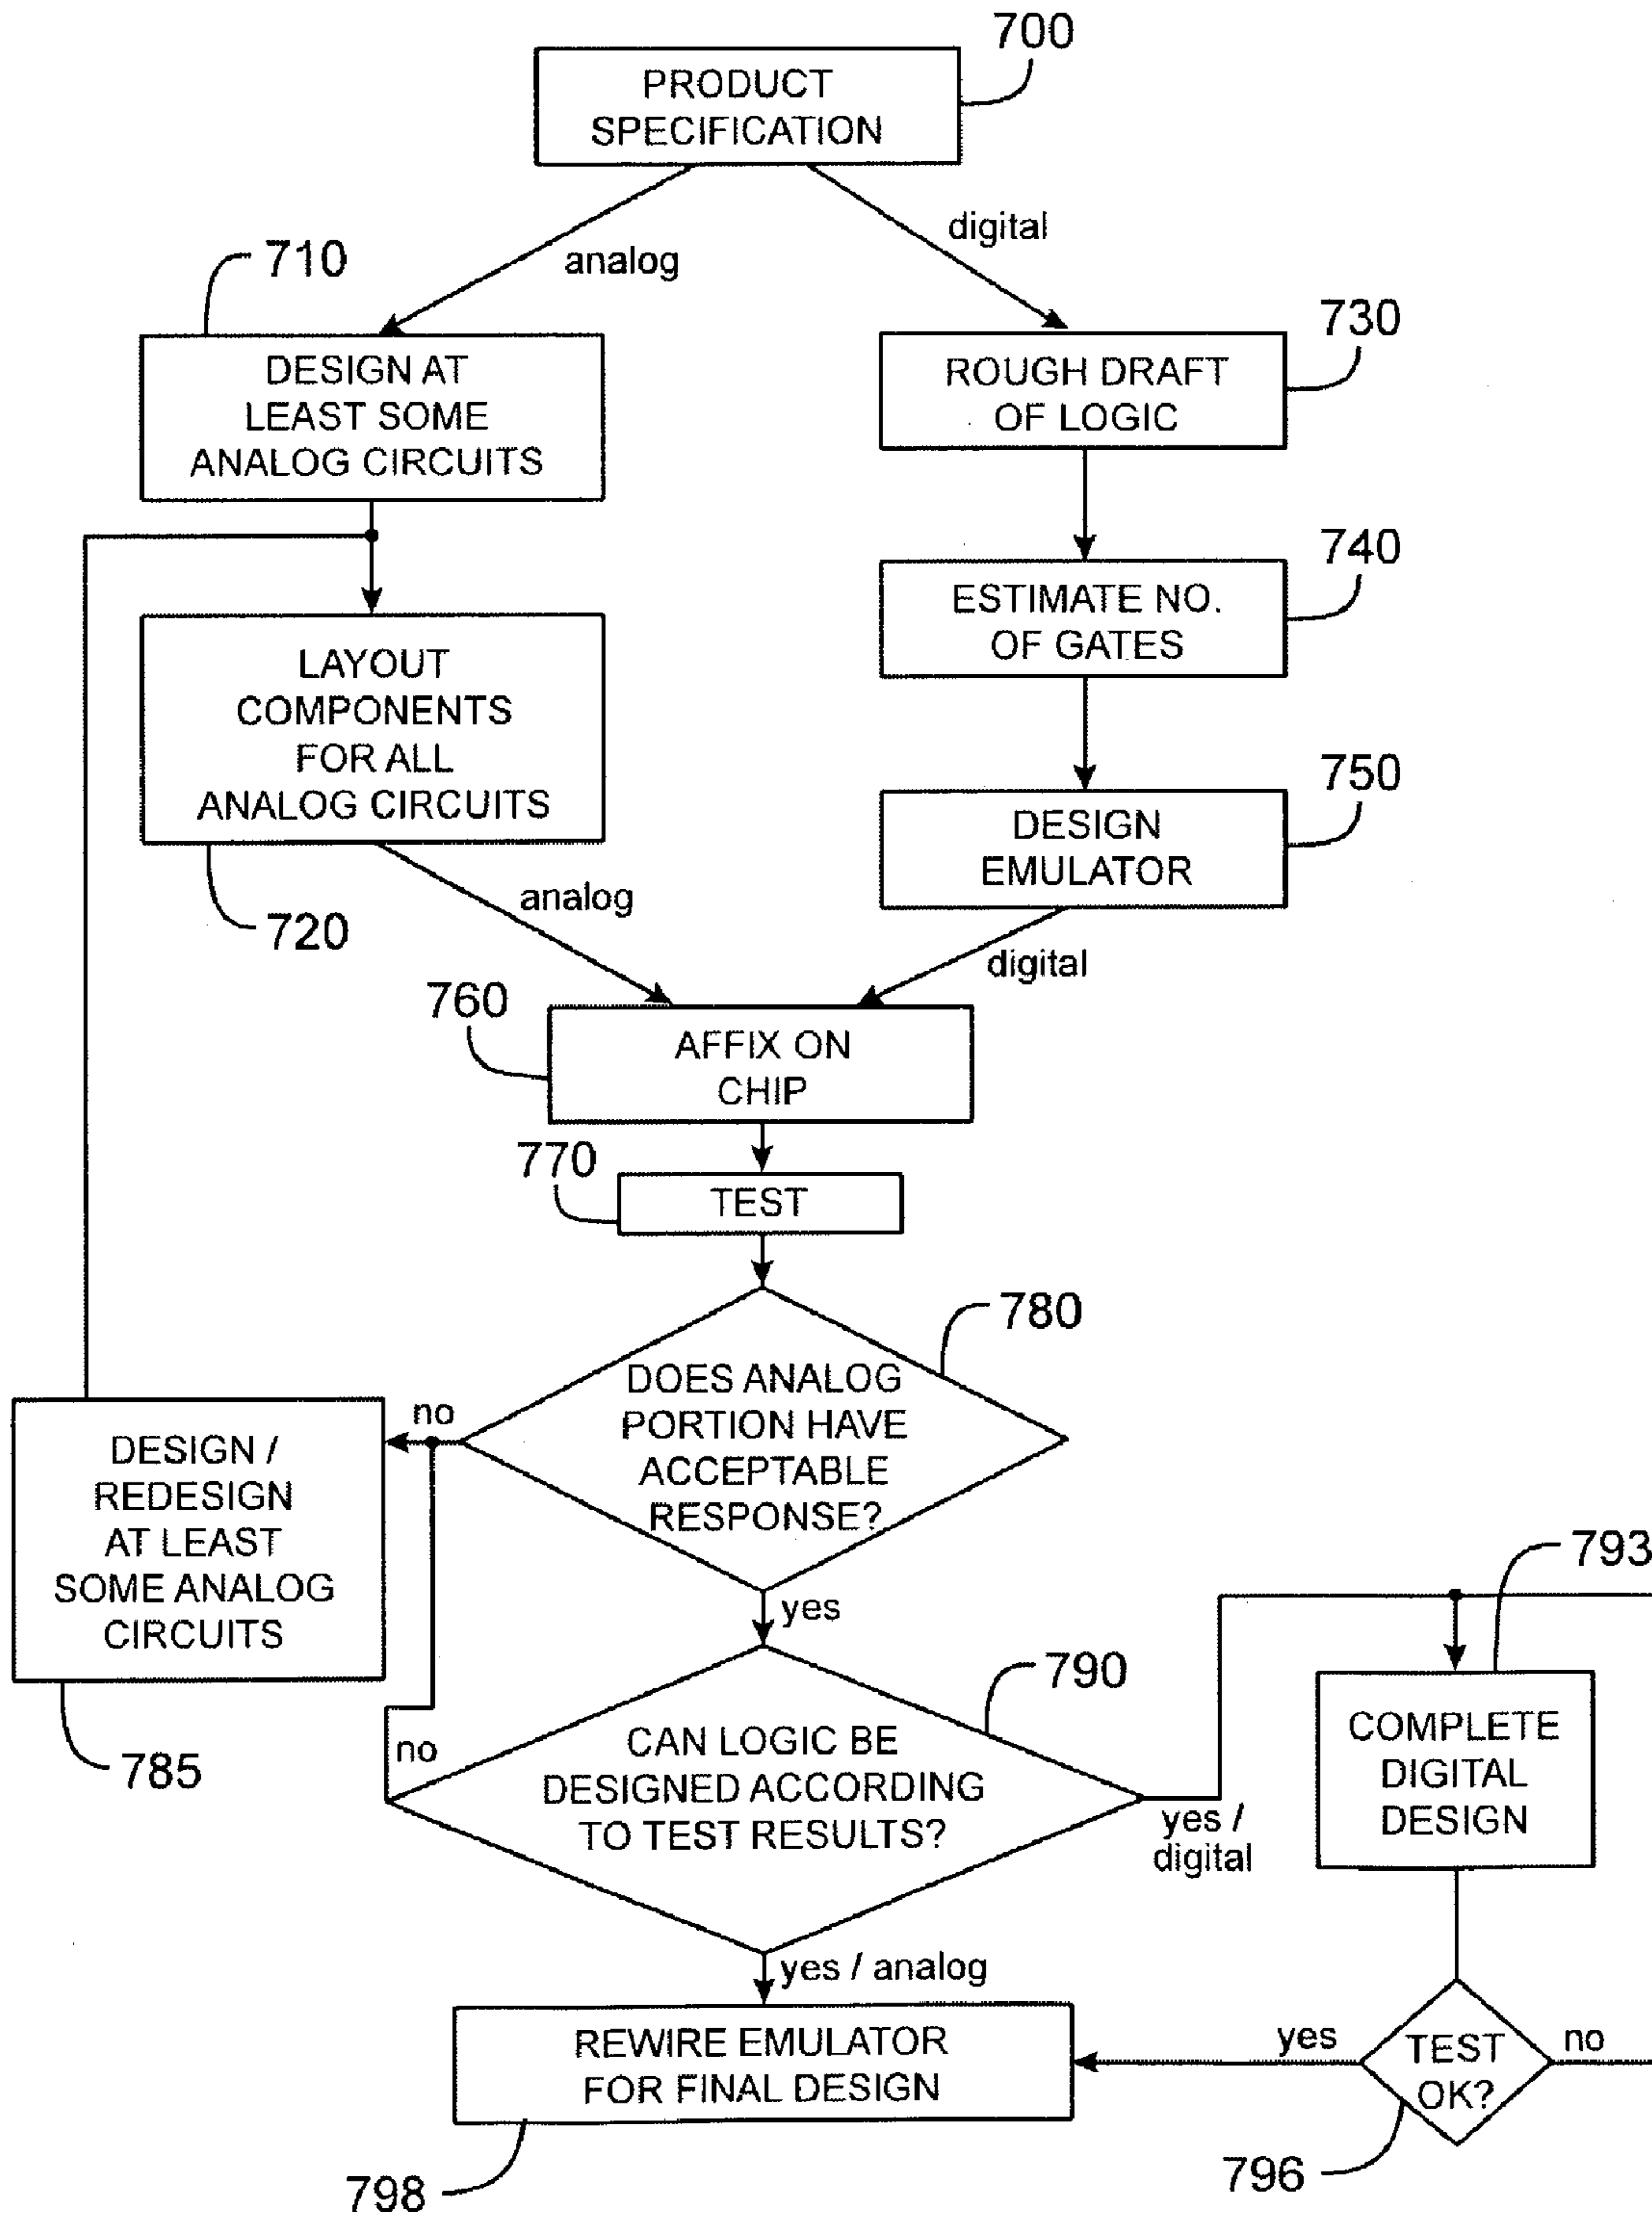 700
PRODUCT
SPECIFICATION
analog
digital
710
DESIGN AT
LEAST SOME
ANALOG CIRCUITS
730
ROUGH DRAFT
OF LOGIC
740
ESTIMATE NO.
OF GATES
LAYOUT
COMPONENTS
FOR ALL
ANALOG CIRCUITS
720
750
DESIGN
EMULATOR
analog
digital
760
AFFIX ON
CHIP
770
TEST
780
DOES ANALOG
PORTION HAVE
ACCEPTABLE
RESPONSE?
no
DESIGN /
REDESIGN
AT LEAST
SOME ANALOG
CIRCUITS
785
yes
790
CAN LOGIC BE
DESIGNED ACCORDING
TO TEST RESULTS?
no
yes /
digital
793
COMPLETE
DIGITAL
DESIGN
yes / analog
REWIRE EMULATOR
FOR FINAL DESIGN
798
yes
TEST
OK?
no
796